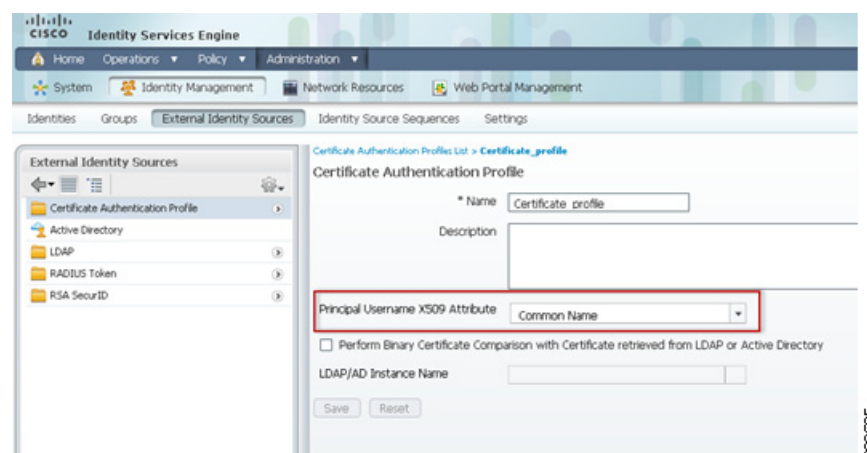 CISCO Identity Services Engine
Home Operations ▼ Policy ▼ Administration ▼
System Identity Management Network Resources Web Portal Management
Identities Groups External Identity Sources Identity Source Sequences Settings
External Identity Sources
Certificate Authentication Profile
Active Directory
LDAP
RADIUS Token
RSA SecurID
Certificate Authentication Profiles List > Certificate_profile
Certificate Authentication Profile
* Name Certificate_profile
Description
Principal Username X509 Attribute Common Name
Perform Binary Certificate Comparison with Certificate retrieved from LDAP or Active Directory
LDAP/AD Instance Name
Save Reset